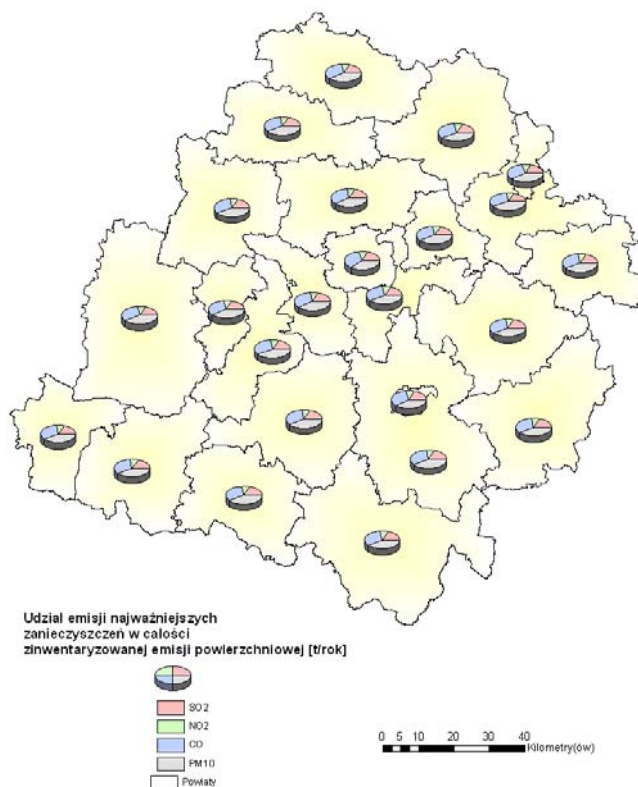 Udział emisji najważniejszych
zanieczyszczeń w całości
zinwentaryzowanej emisji powierzchniowej [t/rok]
SO2
NO2
CO
PM10
Powiaty
0 5 10 20 30 40
Kilometry(ów)